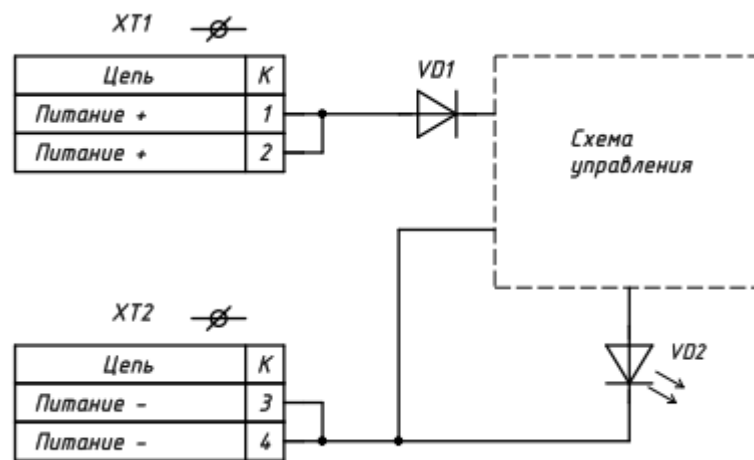 XT1
Цепь K
Питание + 1
Питание + 2
VD1
Схема
управления
XT2
Цепь K
Питание - 3
Питание - 4
VD2